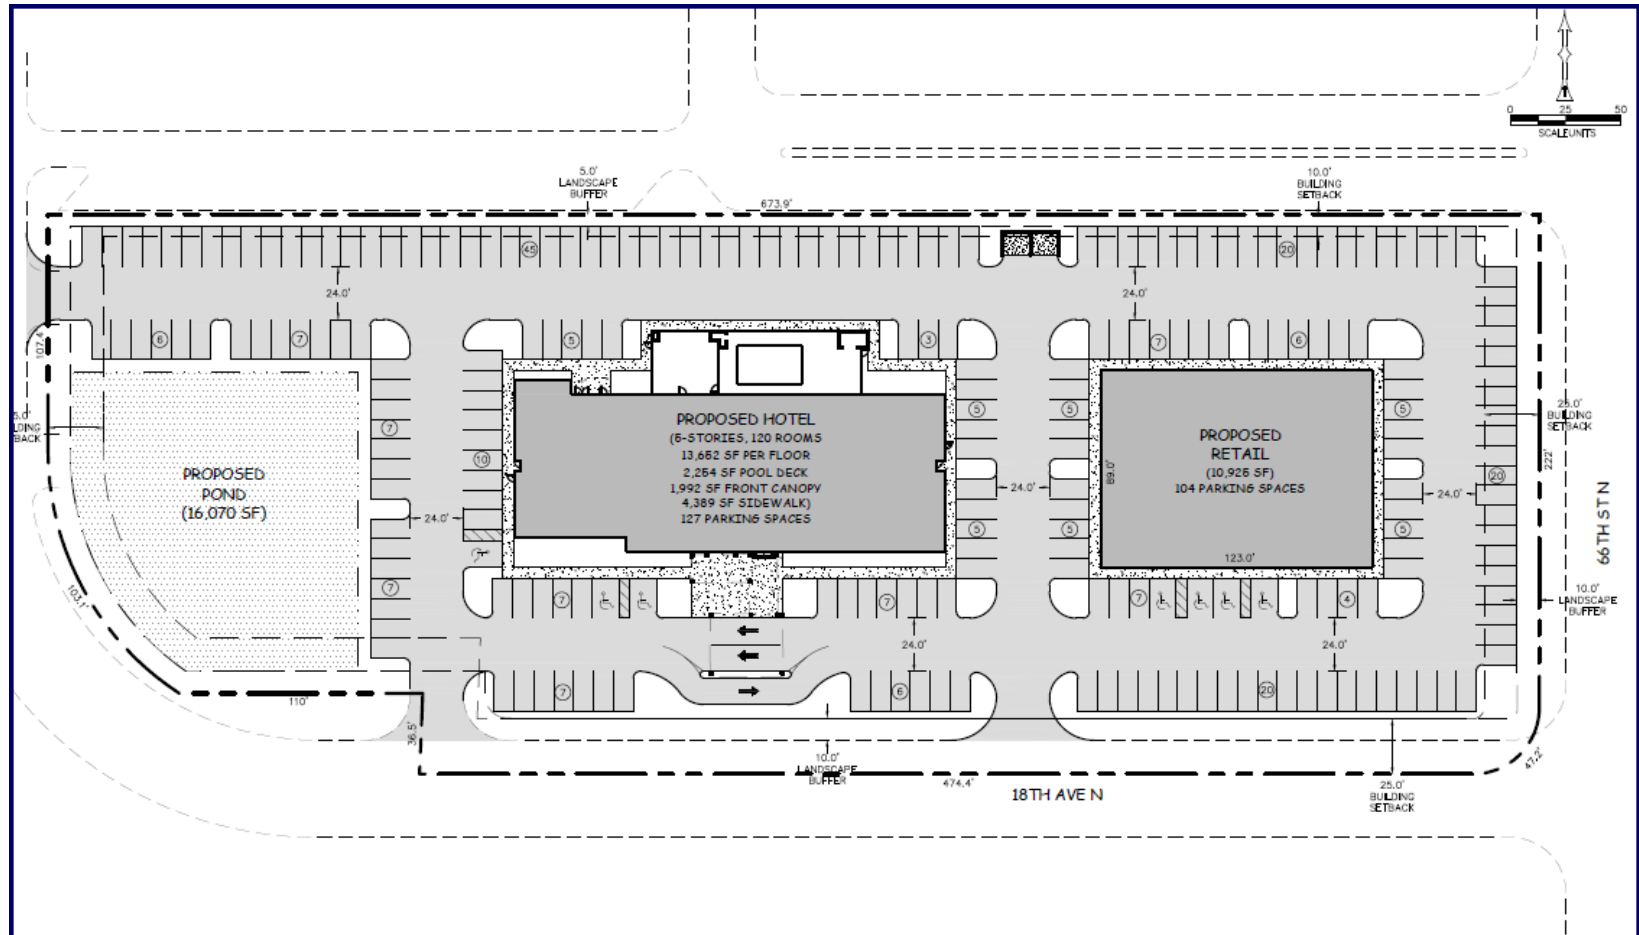 0 25 50
SCALEUNITS
5.0'
LANDSCAPE
BUFFER
10.0'
BUILDING
SETBACK
673.9'
45
20
24.0'
24.0'
107.4
6
7
5
3
7
6
5.0'
LDING
BACK
25.0'
BUILDING
SETBACK
222'
66TH ST N
PROPOSED
POND
(16,070 SF)
7
10
24.0'
7
PROPOSED HOTEL
(5-STORIES, 120 ROOMS
13,652 SF PER FLOOR
2,254 SF POOL DECK
1,992 SF FRONT CANOPY
4,389 SF SIDEWALK)
127 PARKING SPACES
5
5
24.0'
5
5
PROPOSED
RETAIL
(10,925 SF)
104 PARKING SPACES
89.0'
123.0'
5
5
24.0'
20
103.1'
7
7
7
4
10.0'
LANDSCAPE
BUFFER
24.0'
24.0'
7
6
20
110'
36.5'
10.0'
LANDSCAPE
BUFFER
474.4'
18TH AVE N
25.0'
BUILDING
SETBACK
47.2'